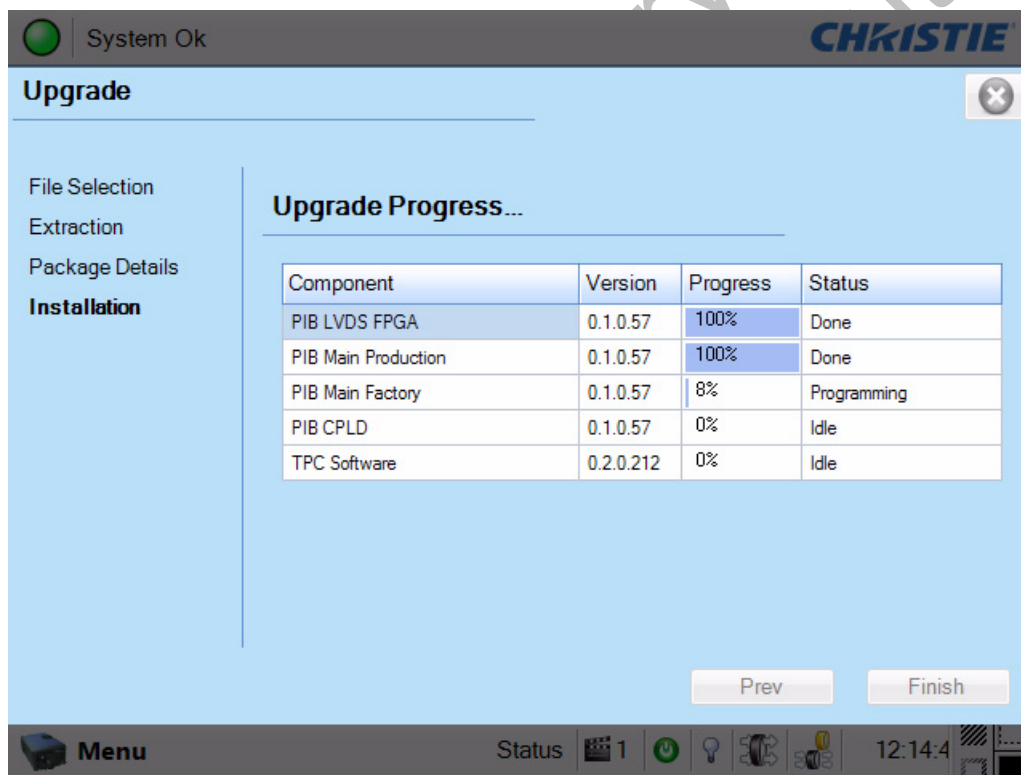 System Ok
CHRISTIE
Upgrade
File Selection
Extraction
Package Details
Installation
Upgrade Progress...
Component Version Progress Status
PIB LVDS FPGA 0.1.0.57 100% Done
PIB Main Production 0.1.0.57 100% Done
PIB Main Factory 0.1.0.57 8% Programming
PIB CPLD 0.1.0.57 0% Idle
TPC Software 0.2.0.212 0% Idle
Prev Finish
Menu Status 1 12:14:4